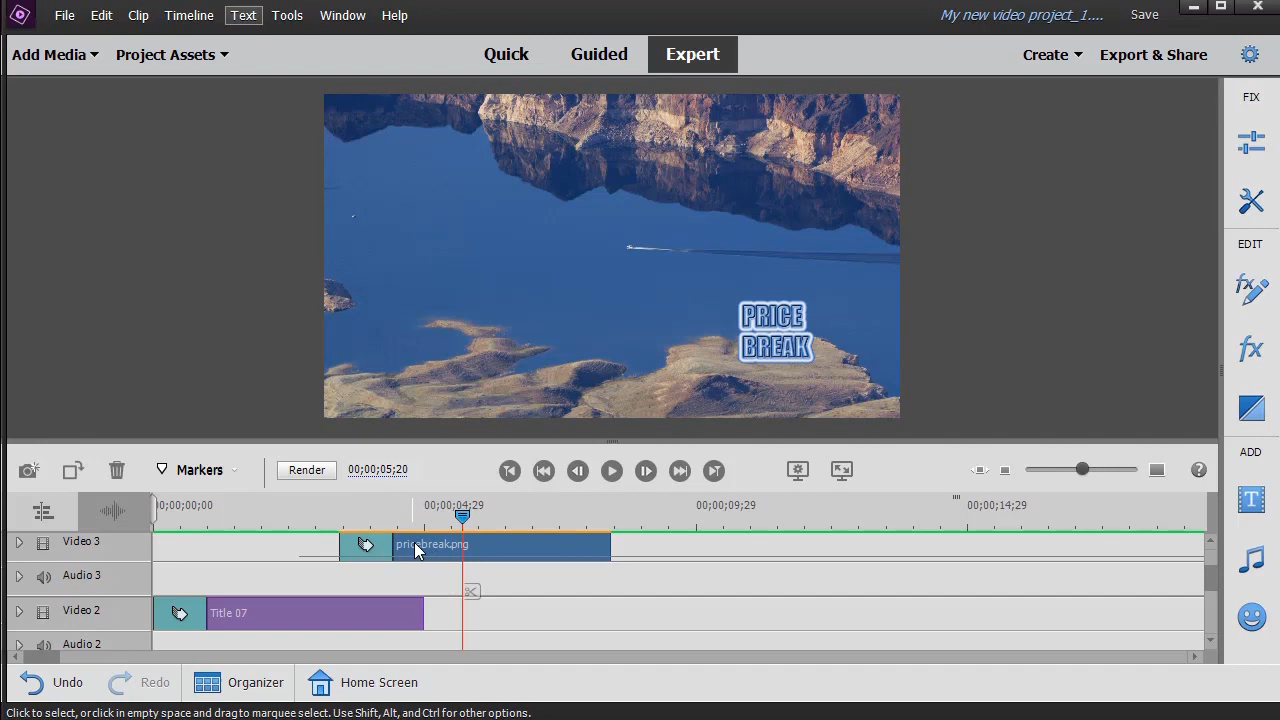 File Edit Clip Timeline Text Tools Window Help My new video project_1.... Save
Add Media Project Assets Quick Guided Expert Create Export & Share
FIX
EDIT
PRICE
BREAK
ADD
Markers Render 00;00;05;20
00;00;00;00 00;00;04;29 00;00;09;29 00;00;14;29
Video 3 pricebreak.png
Audio 3
Video 2 Title 07
Audio 2
Undo Redo Organizer Home Screen
Click to select, or click in empty space and drag to marquee select. Use Shift, Alt, and Ctrl for other options.